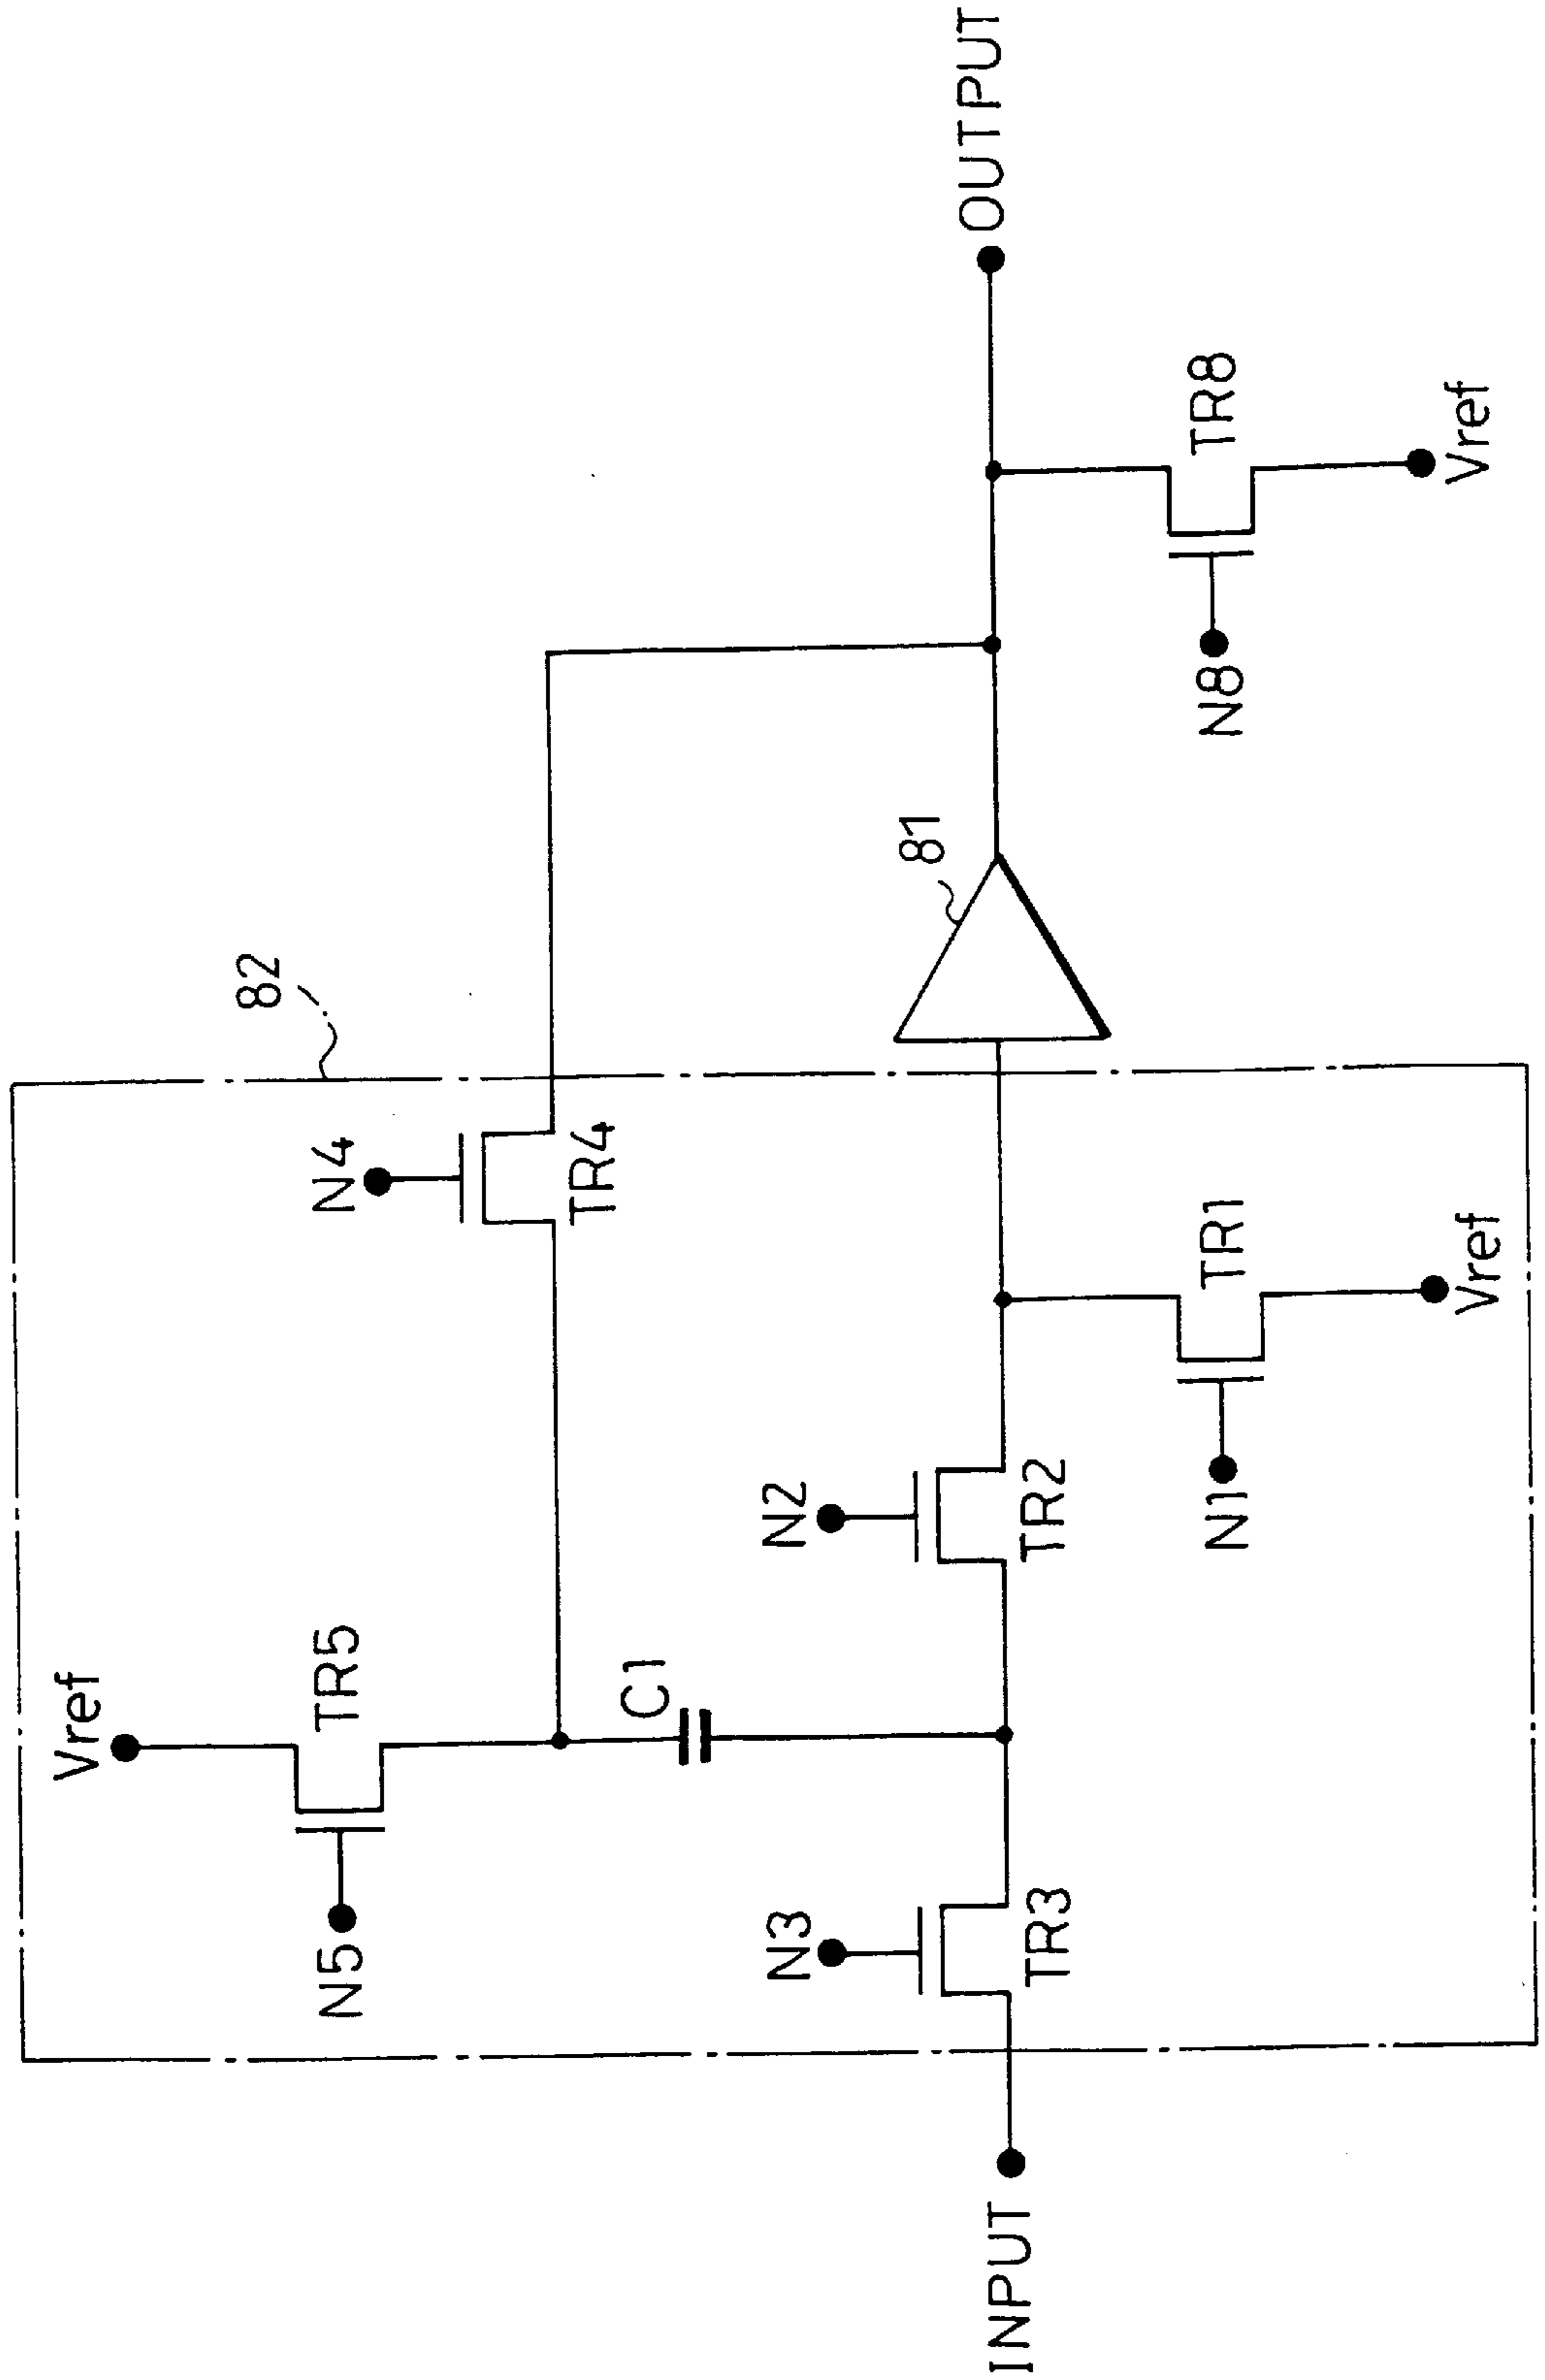 Vref
N5
TR5
N4
TR4
82
C1
N3
TR3
N2
TR2
81
INPUT
OUTPUT
N1
TR1
Vref
N8
TR8
Vref